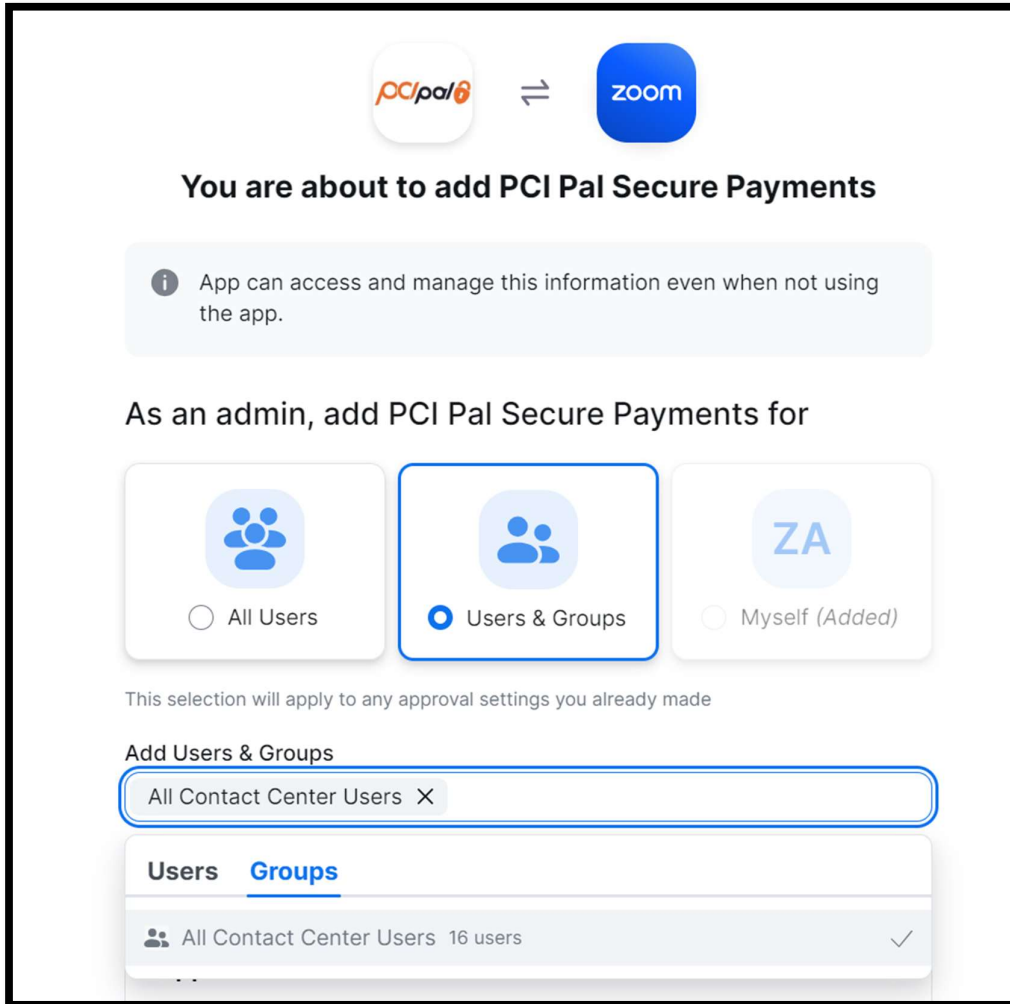 pcipal
zoom
You are about to add PCI Pal Secure Payments
App can access and manage this information even when not using
the app.
As an admin, add PCI Pal Secure Payments for
ZA
All Users
Users & Groups
Myself (Added)
This selection will apply to any approval settings you already made
Add Users & Groups
All Contact Center Users
Users Groups
All Contact Center Users 16 users